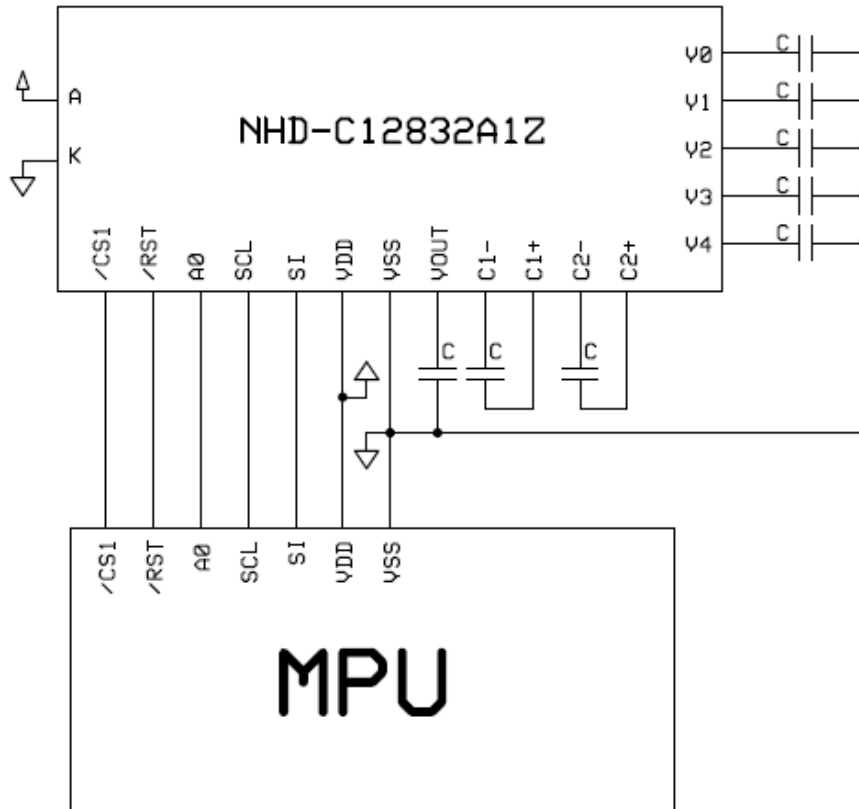 V0 C
A V1 C
NHD-C12832A1Z
K V2 C
V3 C
V4 C
/CS1 /RST A0 SCL SI VDD VSS VOUT C1- C1+ C2- C2+
C C C
/CS1 /RST A0 SCL SI VDD VSS
MPU